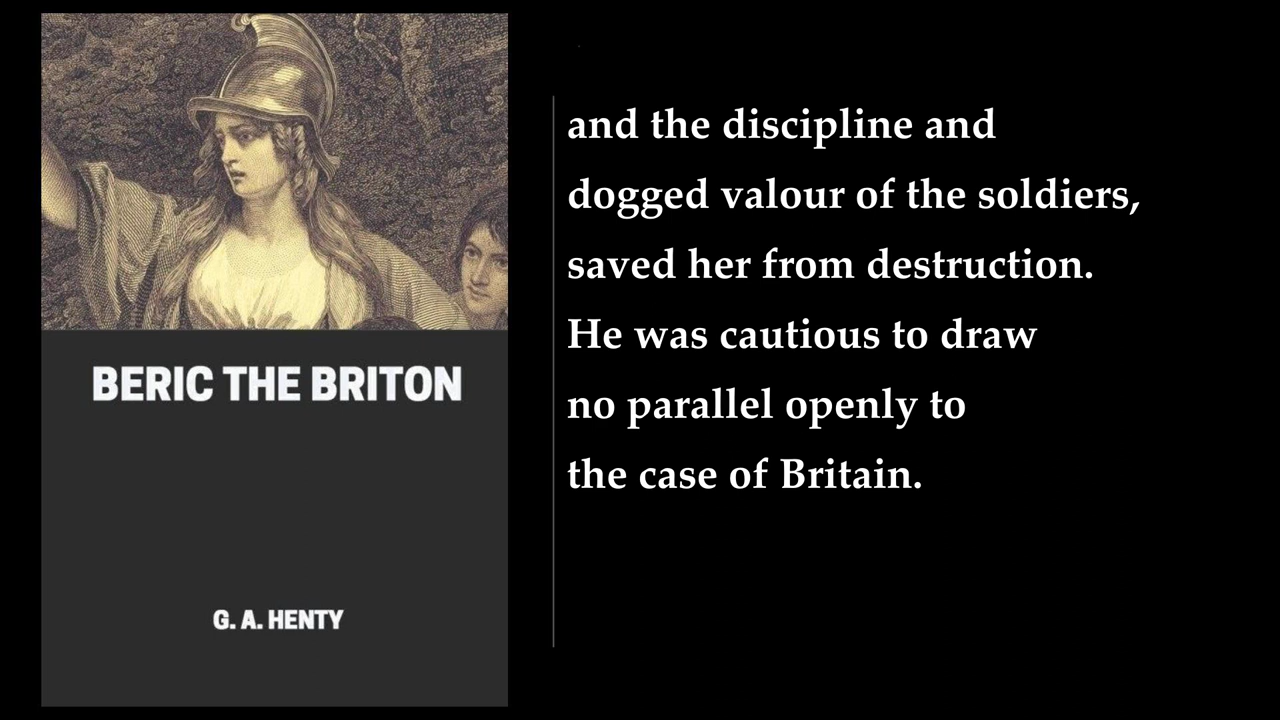 BERIC THE BRITON
G. A. HENTY
and the discipline and
dogged valour of the soldiers,
saved her from destruction.
He was cautious to draw
no parallel openly to
the case of Britain.